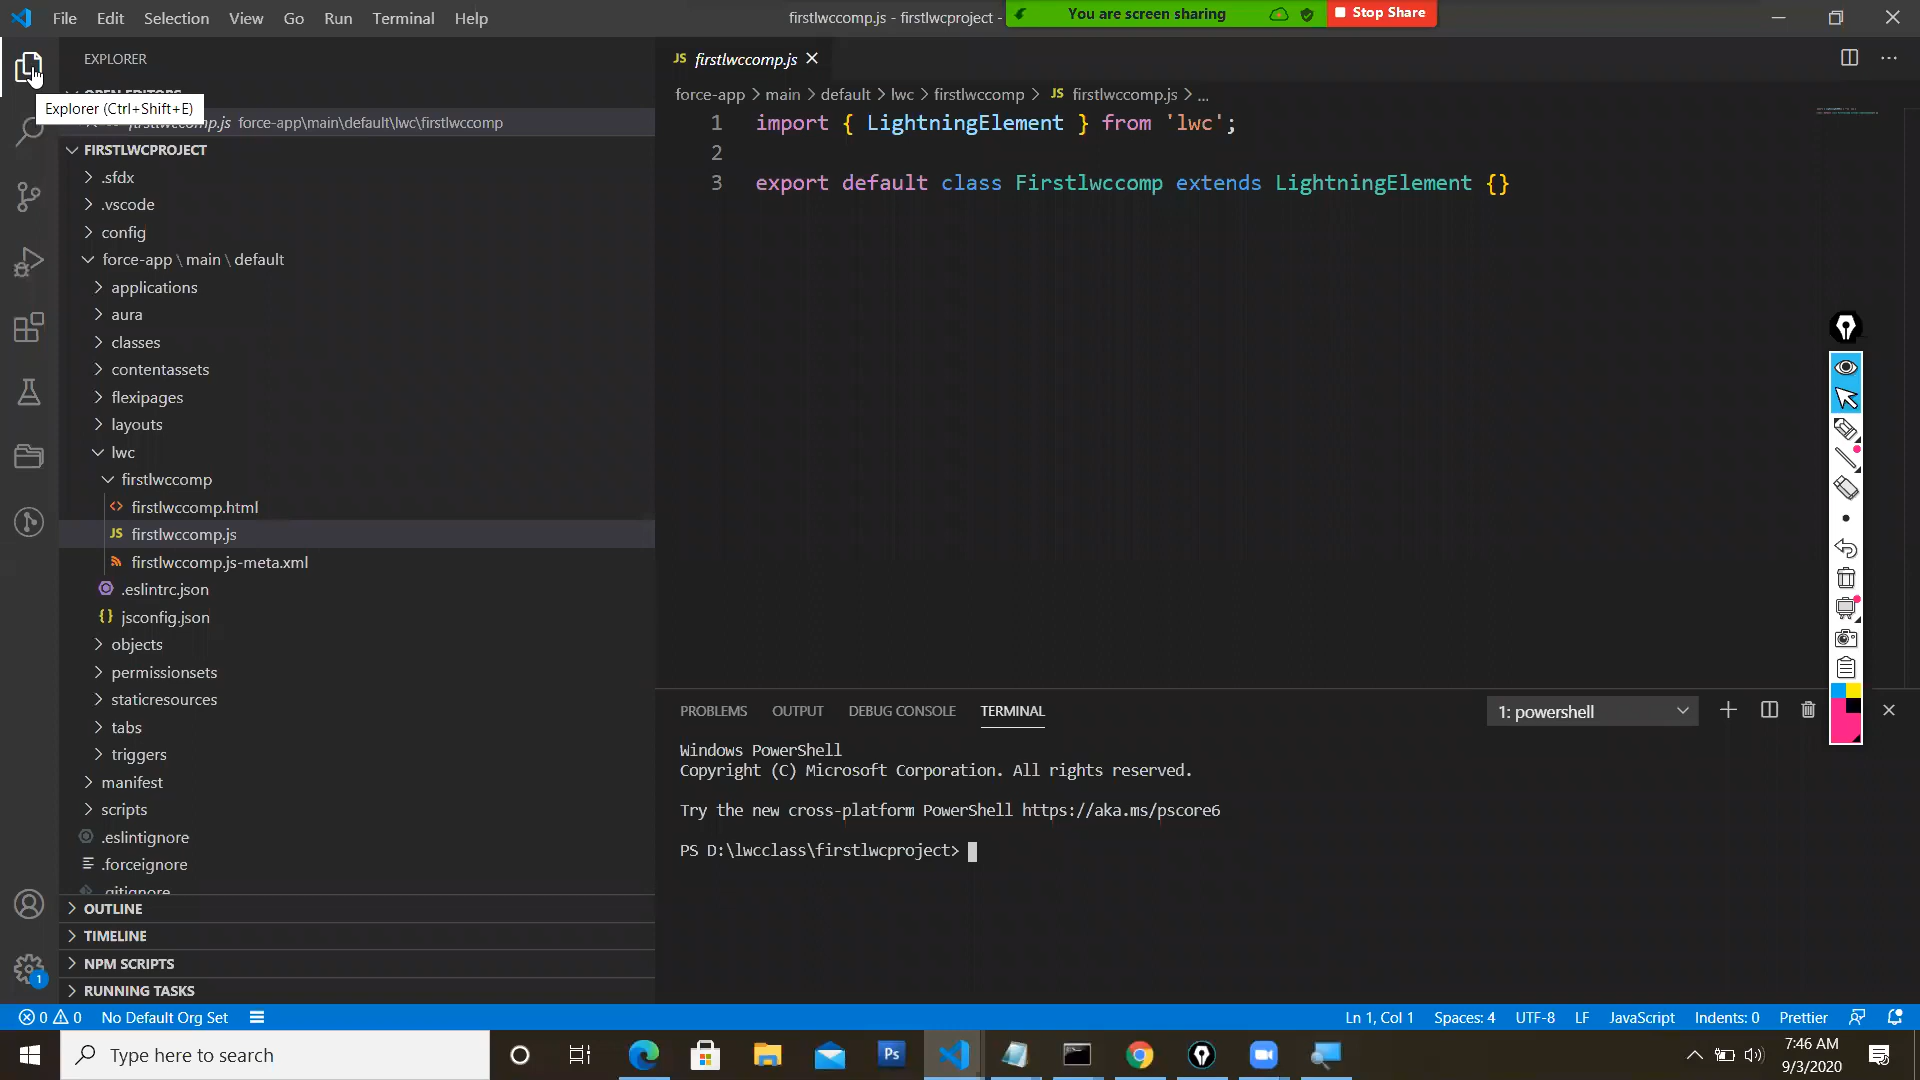 File Edit Selection View Go Run Terminal Help
firstlwccomp.js - firstlwcproject -
You are screen sharing
Stop Share
EXPLORER
OPEN EDITORS
Explorer (Ctrl+Shift+E)
firstlwccomp.js force-app\main\default\lwc\firstlwccomp
FIRSTLWCPROJECT
.sfdx
.vscode
config
force-app \ main \ default
applications
aura
classes
contentassets
flexipages
layouts
lwc
firstlwccomp
<> firstlwccomp.html
JS firstlwccomp.js
firstlwccomp.js-meta.xml
.eslintrc.json
{} jsconfig.json
objects
permissionsets
staticresources
tabs
triggers
manifest
scripts
.eslintignore
.forceignore
.gitignore
OUTLINE
TIMELINE
NPM SCRIPTS
RUNNING TASKS
JS firstlwccomp.js
force-app > main > default > lwc > firstlwccomp > JS firstlwccomp.js > ...
1 import { LightningElement } from 'lwc';
2
3 export default class Firstlwccomp extends LightningElement {}
PROBLEMS OUTPUT DEBUG CONSOLE TERMINAL
1: powershell
Windows PowerShell
Copyright (C) Microsoft Corporation. All rights reserved.
Try the new cross-platform PowerShell https://aka.ms/pscore6
PS D:\lwcclass\firstlwcproject>
1
0 0 No Default Org Set
Ln 1, Col 1 Spaces: 4 UTF-8 LF JavaScript Indents: 0 Prettier
Type here to search
Ps
7:46 AM
9/3/2020